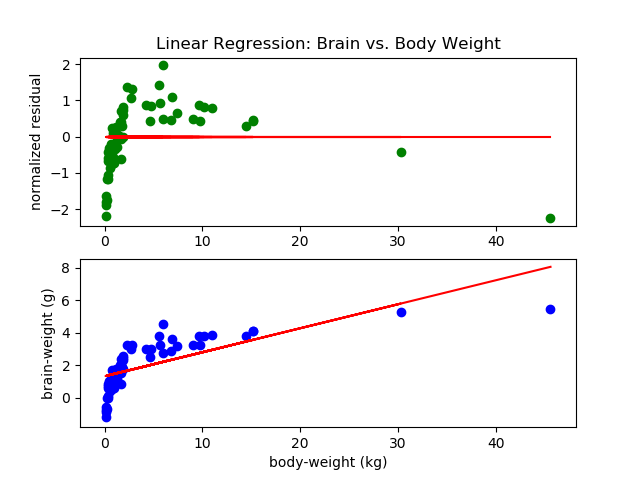 Linear Regression: Brain vs. Body Weight
normalized residual
2
1
0
−1
−2
0 10 20 30 40
brain-weight (g)
8
6
4
2
0
0 10 20 30 40
body-weight (kg)